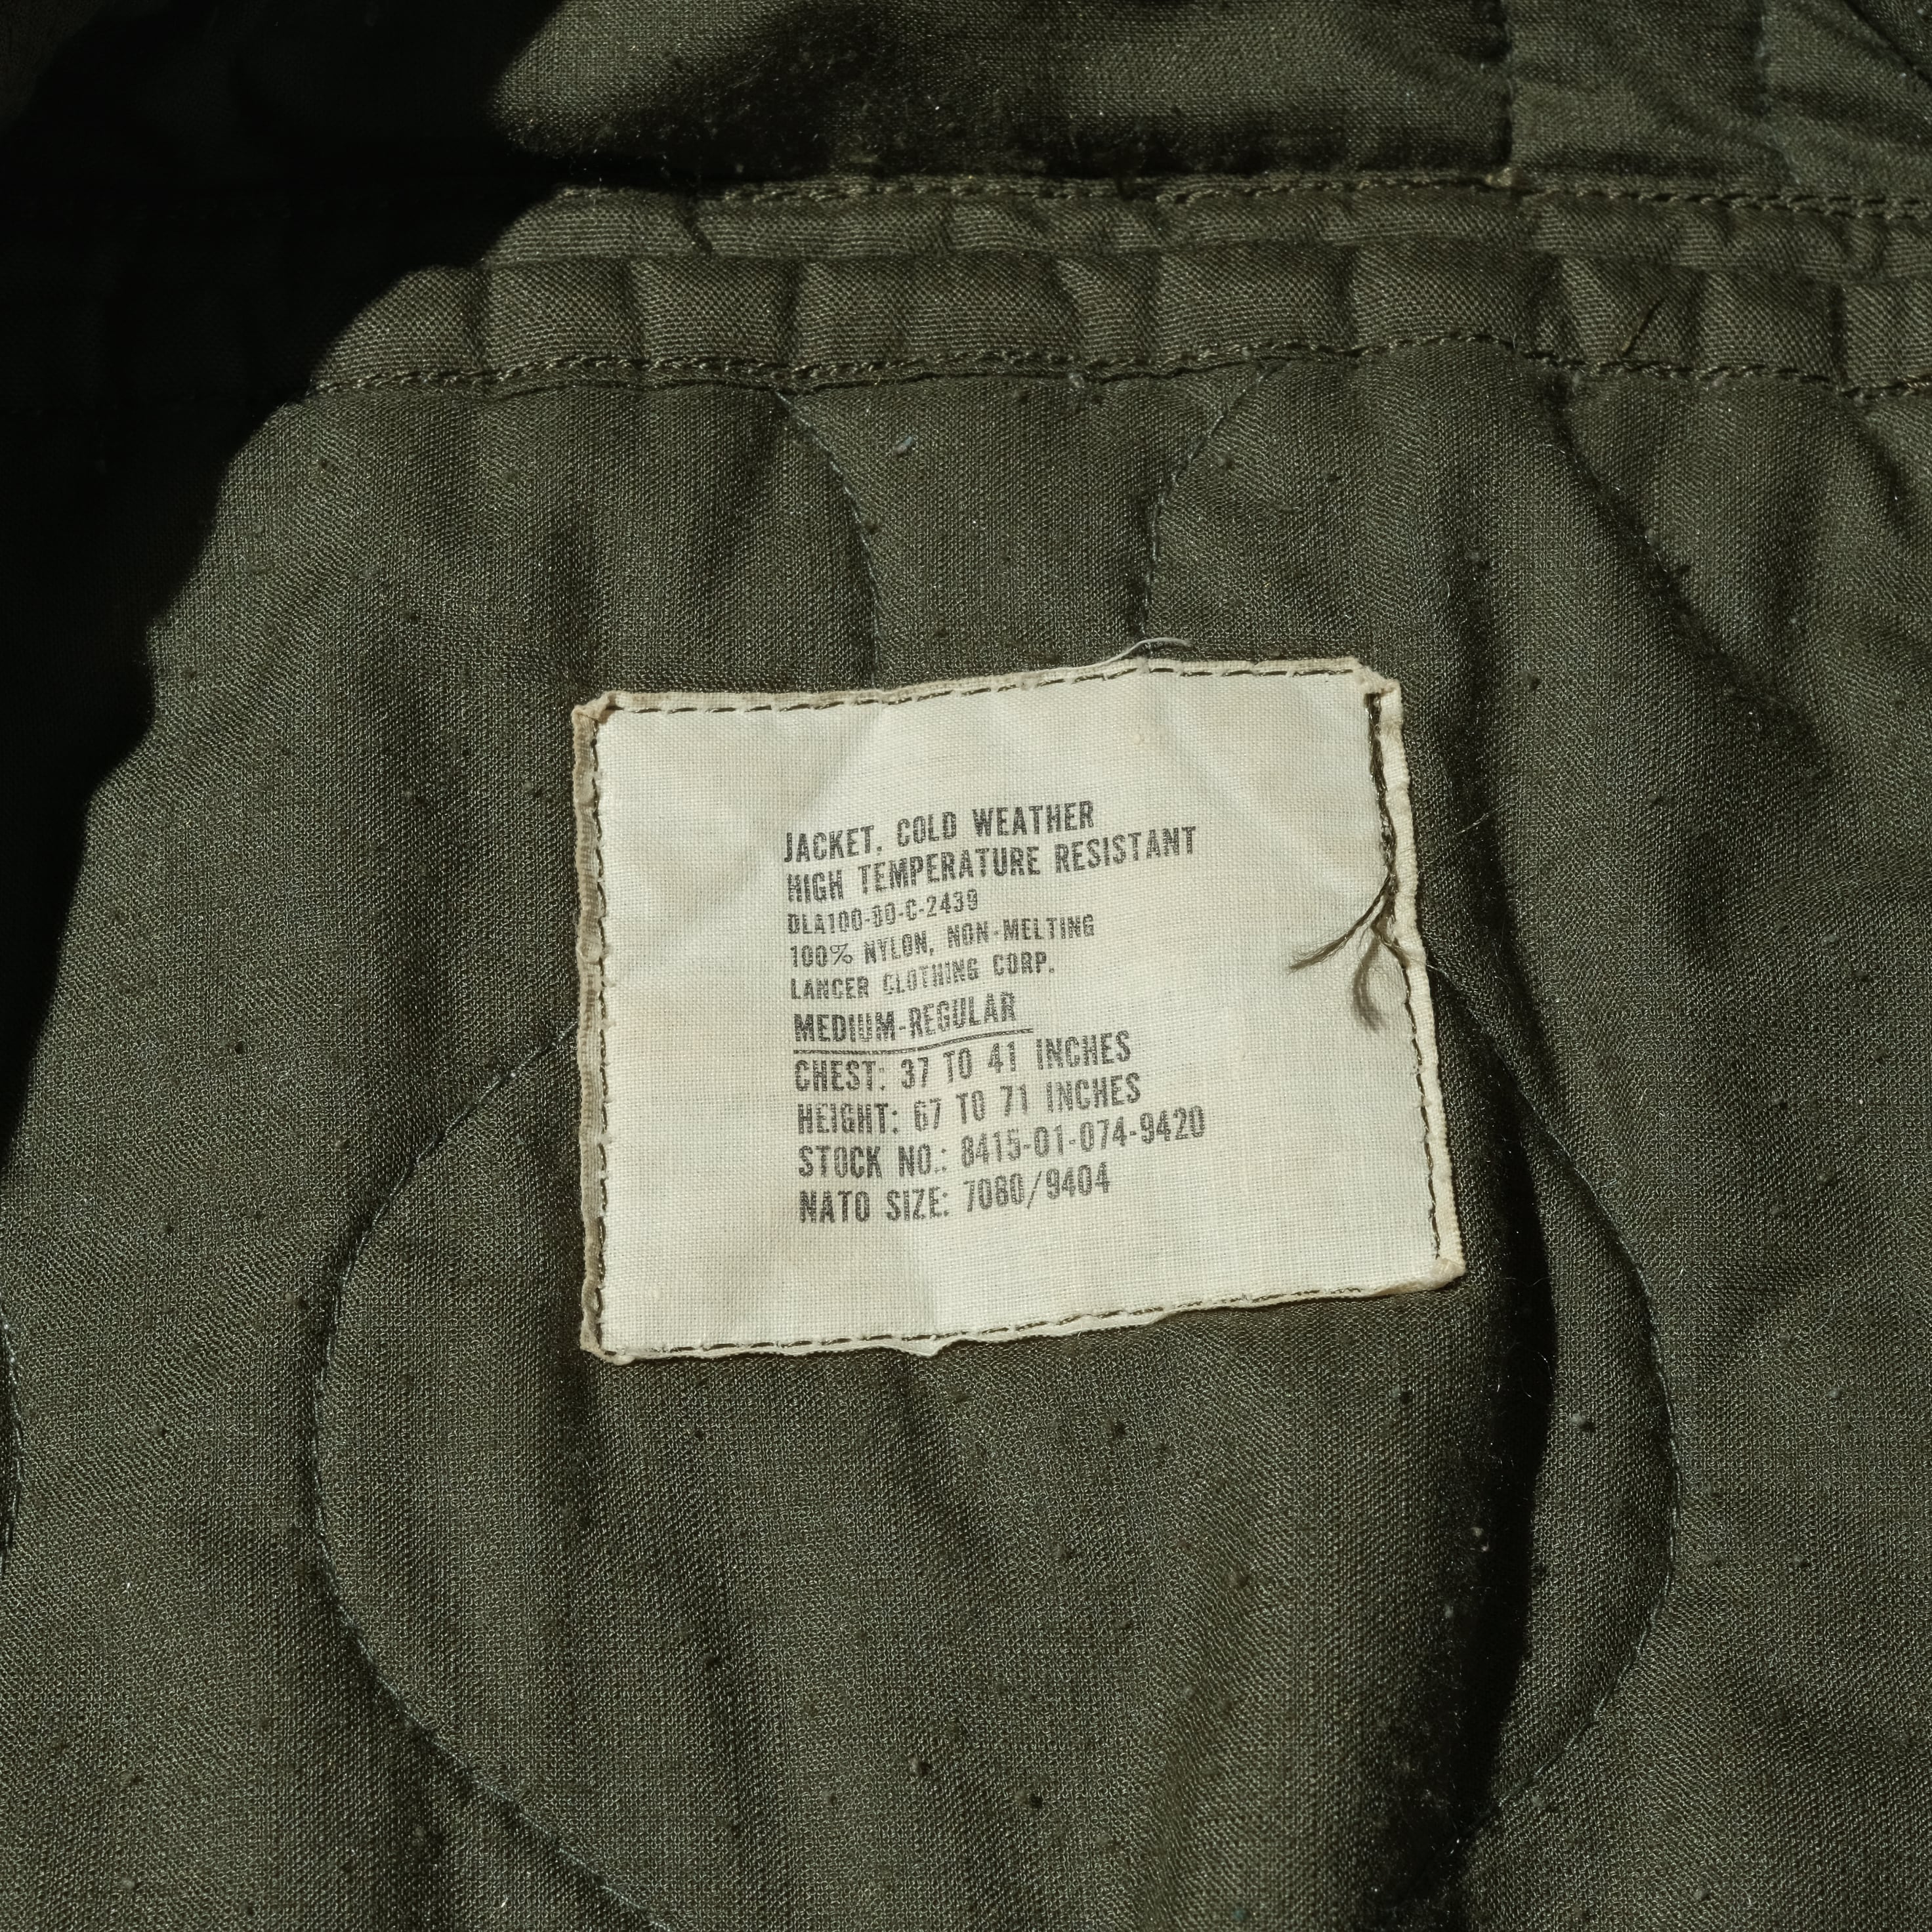 JACKET, COLD WEATHER
HIGH TEMPERATURE RESISTANT
DLA100-80-C-2439
100% NYLON, NON-MELTING
LANCER CLOTHING CORP.
MEDIUM-REGULAR
CHEST: 37 TO 41 INCHES
HEIGHT: 67 TO 71 INCHES
STOCK NO.: 8415-01-074-9420
NATO SIZE: 7080/9404